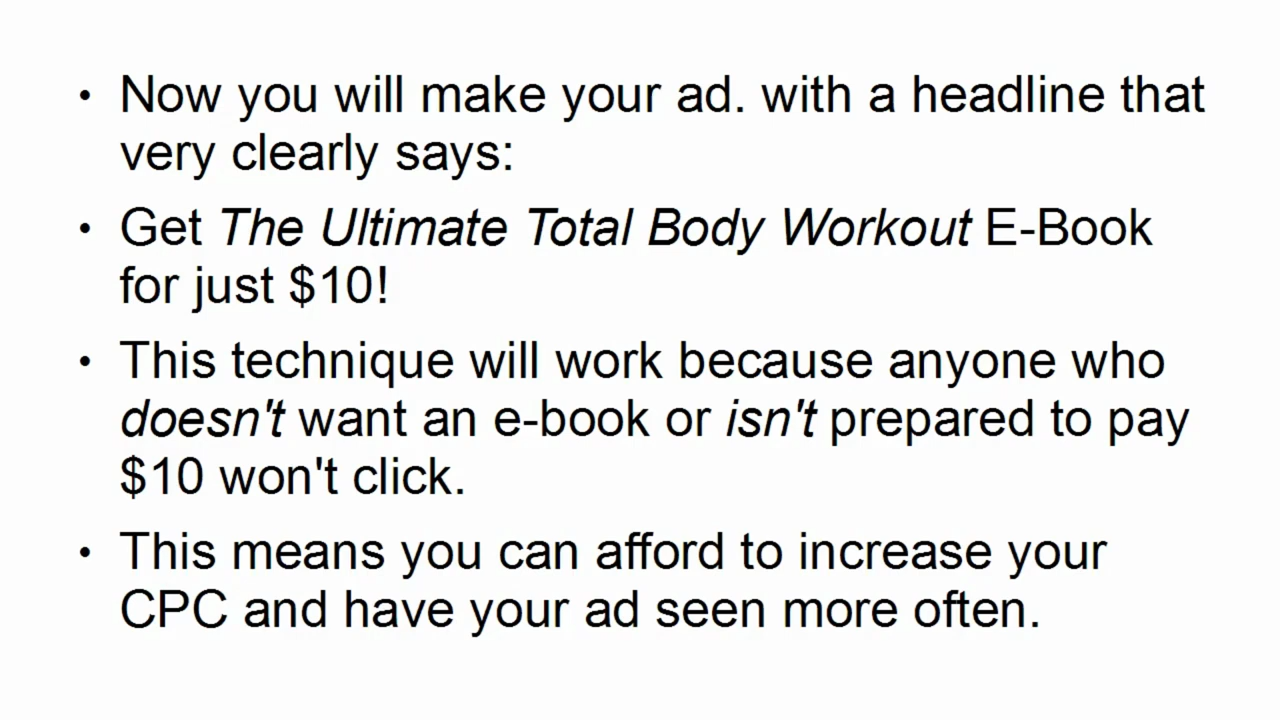 • Now you will make your ad. with a headline that
very clearly says:
• Get The Ultimate Total Body Workout E-Book
for just $10!
• This technique will work because anyone who
doesn't want an e-book or isn't prepared to pay
$10 won't click.
• This means you can afford to increase your
CPC and have your ad seen more often.